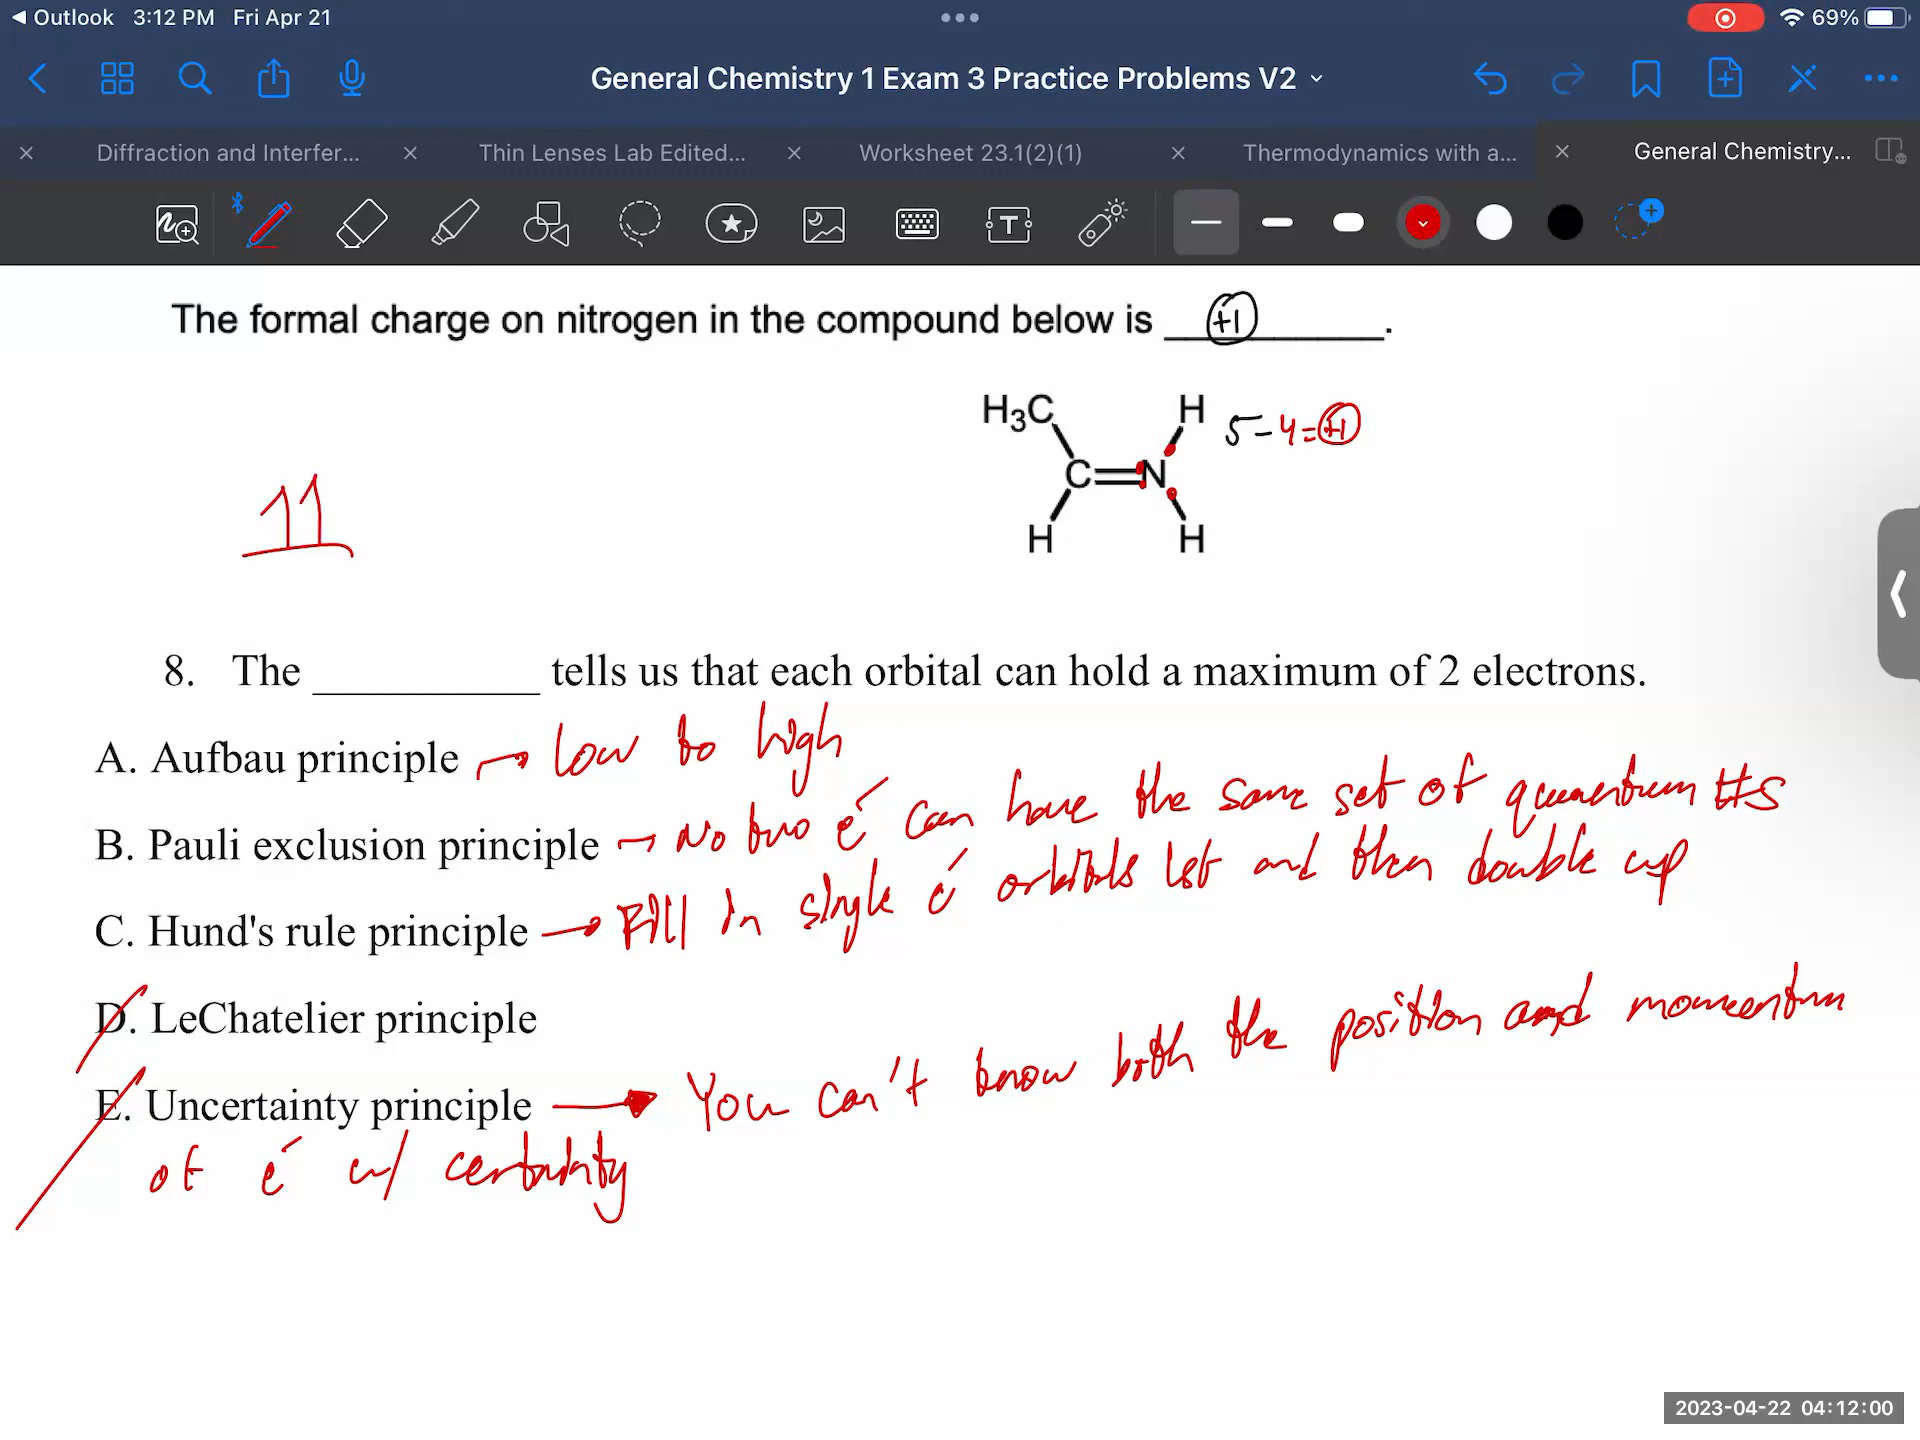 Outlook 3:12 PM Fri Apr 21
69%
General Chemistry 1 Exam 3 Practice Problems V2
Diffraction and Interfer... Thin Lenses Lab Edited... Worksheet 23.1(2)(1) Thermodynamics with a... General Chemistry...
The formal charge on nitrogen in the compound below is +1.
H₃C H 5-4=+1
C=N
H H
11
8. The __________ tells us that each orbital can hold a maximum of 2 electrons.
A. Aufbau principle → low to high
B. Pauli exclusion principle → No two e⁻ can have the same set of quantum #s
C. Hund's rule principle → Fill in single e⁻ orbitals 1st and then double up
D. LeChatelier principle
E. Uncertainty principle → You can't know both the position and momentum
of e⁻ w/ certainty
2023-04-22 04:12:00